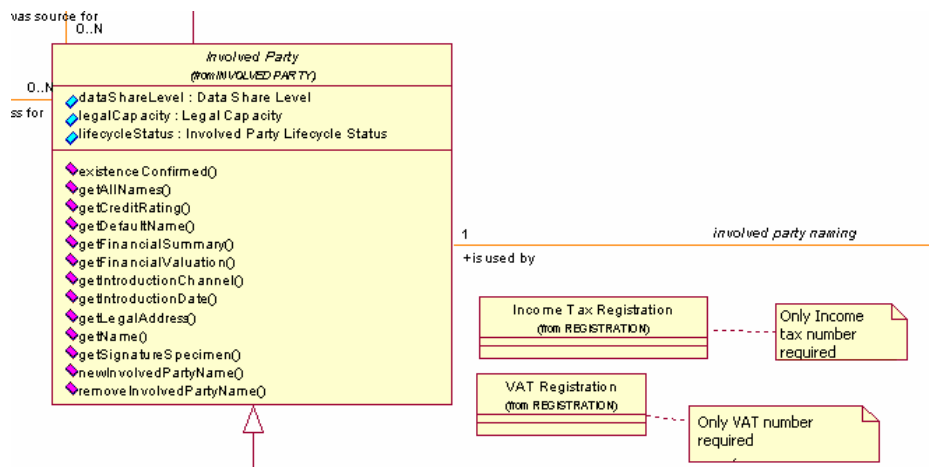 was source for
0..N
Involved Party
(from INVOLVED PARTY)
0..N
ss for
dataShareLevel : Data Share Level
legalCapacity : Legal Capacity
lifecycleStatus : Involved Party Lifecycle Status
existenceConfirmed()
getAllNames()
getCreditRating()
getDefaultName()
getFinancialSummary()
getFinancialValuation()
getIntroductionChannel()
getIntroductionDate()
getLegalAddress()
getName()
getSignatureSpecimen()
newInvolvedPartyName()
removeInvolvedPartyName()
1
involved party naming
+is used by
Income Tax Registration
(from REGISTRATION)
Only Income
tax number
required
VAT Registration
(from REGISTRATION)
Only VAT number
required